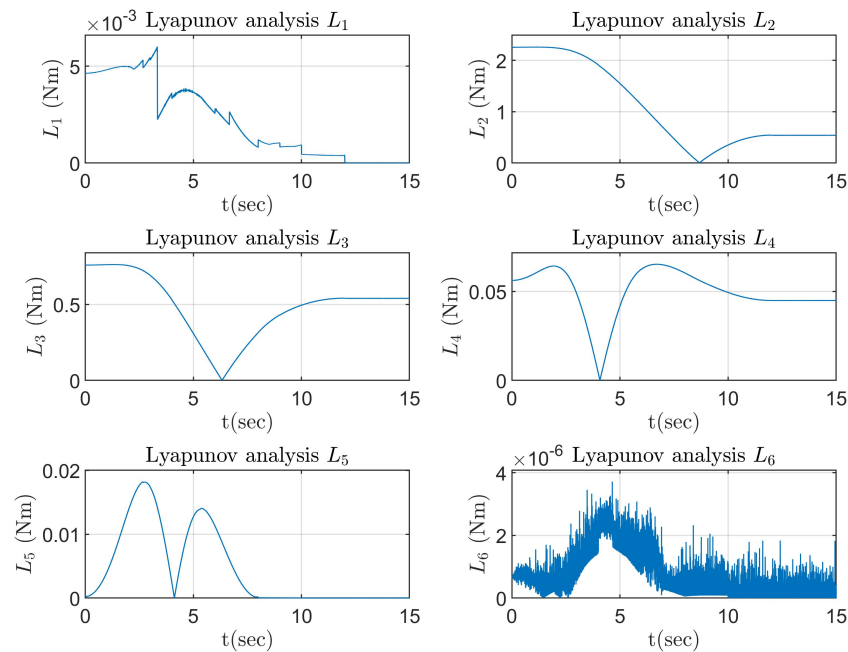 ×10⁻³ Lyapunov analysis L₁
L₁ (Nm)
5
0
0 5 10 15
t(sec)
Lyapunov analysis L₂
L₂ (Nm)
2
1
0
0 5 10 15
t(sec)
Lyapunov analysis L₃
L₃ (Nm)
0.5
0
0 5 10 15
t(sec)
Lyapunov analysis L₄
L₄ (Nm)
0.05
0
0 5 10 15
t(sec)
Lyapunov analysis L₅
L₅ (Nm)
0.02
0.01
0
0 5 10 15
t(sec)
×10⁻⁶ Lyapunov analysis L₆
L₆ (Nm)
4
2
0
0 5 10 15
t(sec)